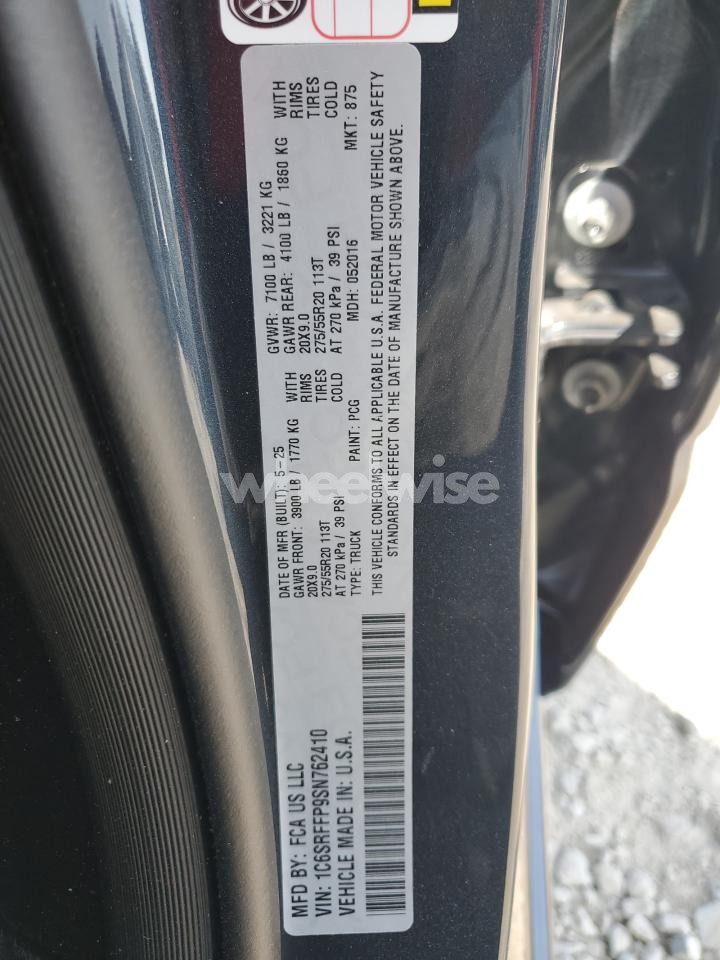 MFD BY: FCA US LLC
VIN: 1C6SRFFP9SN762410
VEHICLE MADE IN: U.S.A.
DATE OF MFR (BUILT): 5-25
GAWR FRONT: 3900 LB / 1770 KG WITH
20X9.0 RIMS
275/55R20 113T TIRES
AT 270 kPa / 39 PSI COLD
TYPE: TRUCK PAINT: PCG
GVWR: 7100 LB / 3221 KG
GAWR REAR: 4100 LB / 1860 KG WITH
20X9.0 RIMS
275/55R20 113T TIRES
AT 270 kPa / 39 PSI COLD
MDH: 052016 MKT: 875
THIS VEHICLE CONFORMS TO ALL APPLICABLE U.S.A. FEDERAL MOTOR VEHICLE SAFETY
STANDARDS IN EFFECT ON THE DATE OF MANUFACTURE SHOWN ABOVE.
wheelwise